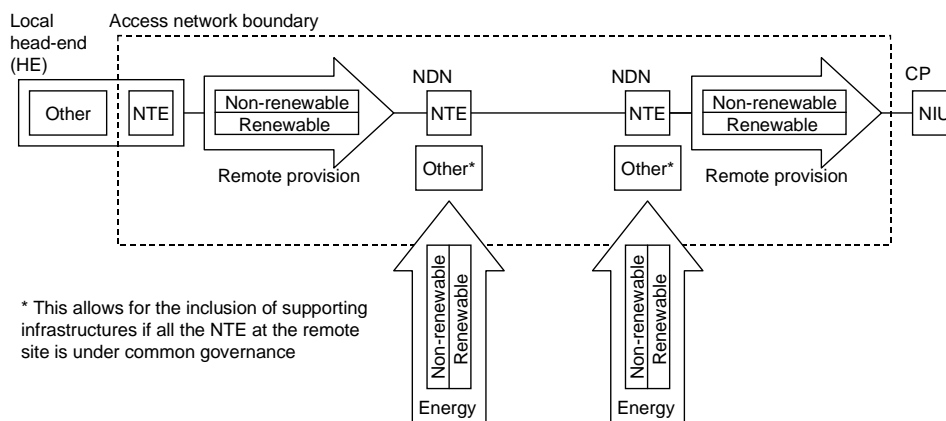 Local
head-end
(HE)
Access network boundary
Other
NTE
Non-renewable
Renewable
Remote provision
NDN
NTE
Other*
NDN
NTE
Other*
Non-renewable
Renewable
Remote provision
CP
NIU
Non-renewable
Renewable
Energy
Non-renewable
Renewable
Energy
* This allows for the inclusion of supporting
infrastructures if all the NTE at the remote
site is under common governance